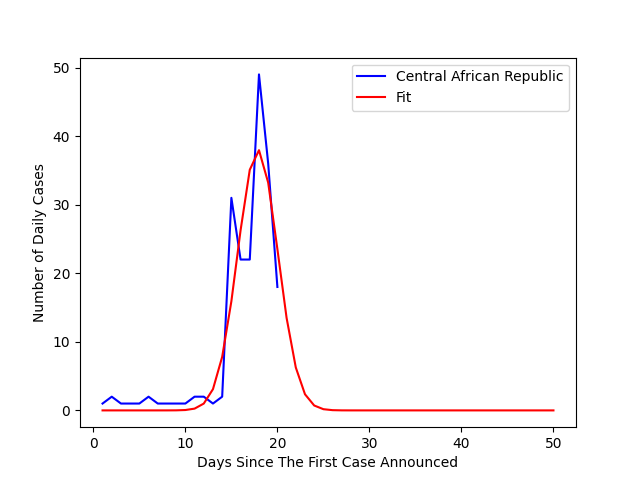 Central African Republic
Fit
50
40
30
20
10
0
Number of Daily Cases
0 10 20 30 40 50
Days Since The First Case Announced